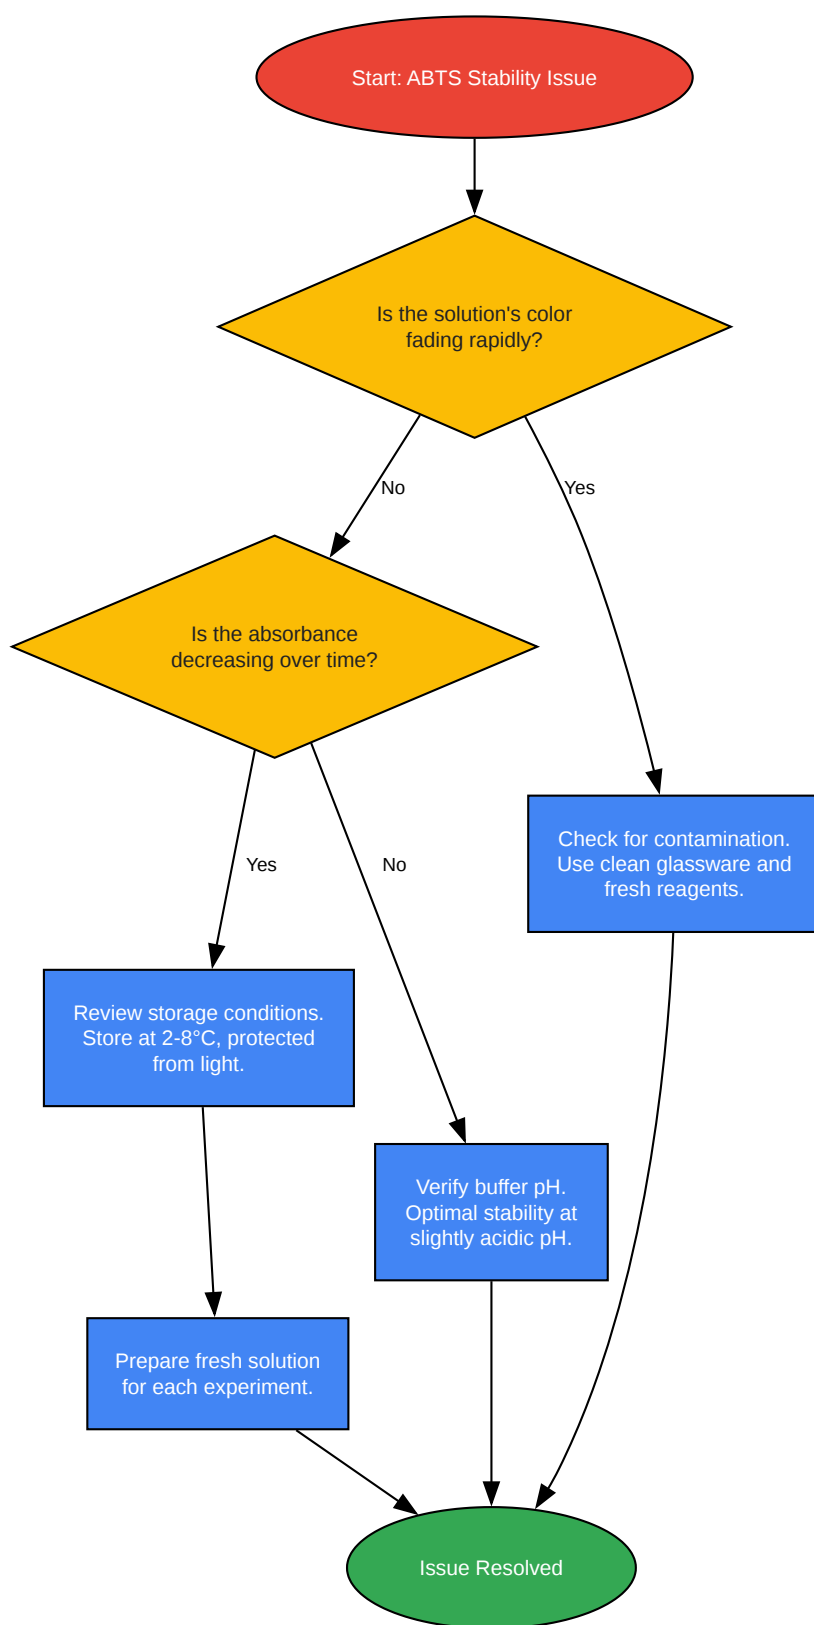 Start: ABTS Stability Issue
Is the solution's color
fading rapidly?
No
Yes
Is the absorbance
decreasing over time?
Check for contamination.
Use clean glassware and
fresh reagents.
Yes
No
Review storage conditions.
Store at 2-8°C, protected
from light.
Verify buffer pH.
Optimal stability at
slightly acidic pH.
Prepare fresh solution
for each experiment.
Issue Resolved